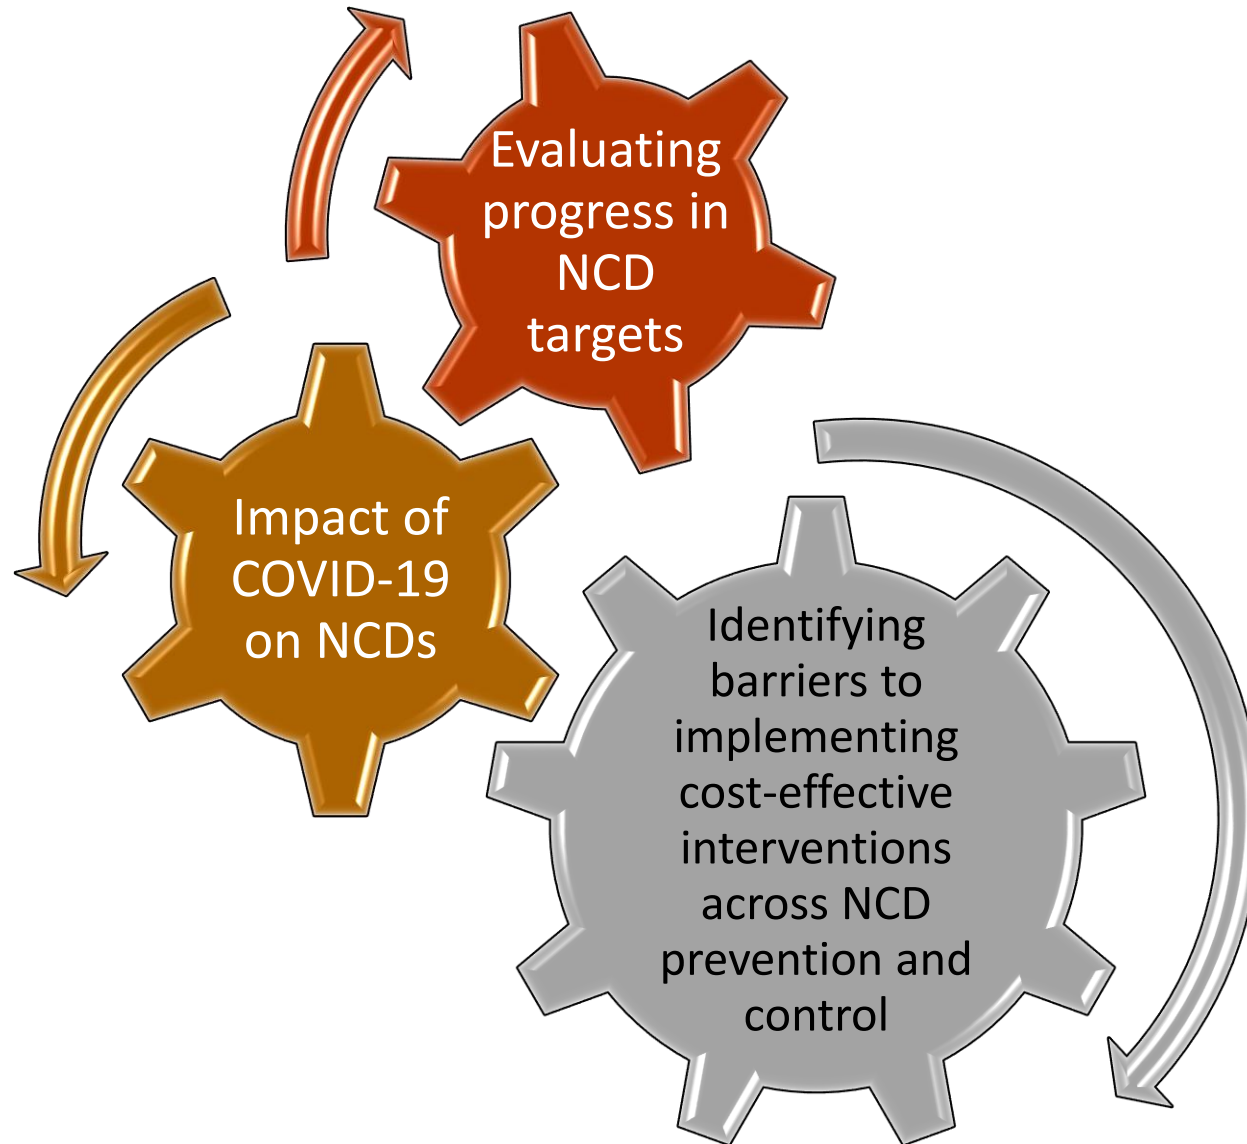 Evaluating
progress in
NCD
targets
Impact of
COVID-19
on NCDs
Identifying
barriers to
implementing
cost-effective
interventions
across NCD
prevention and
control